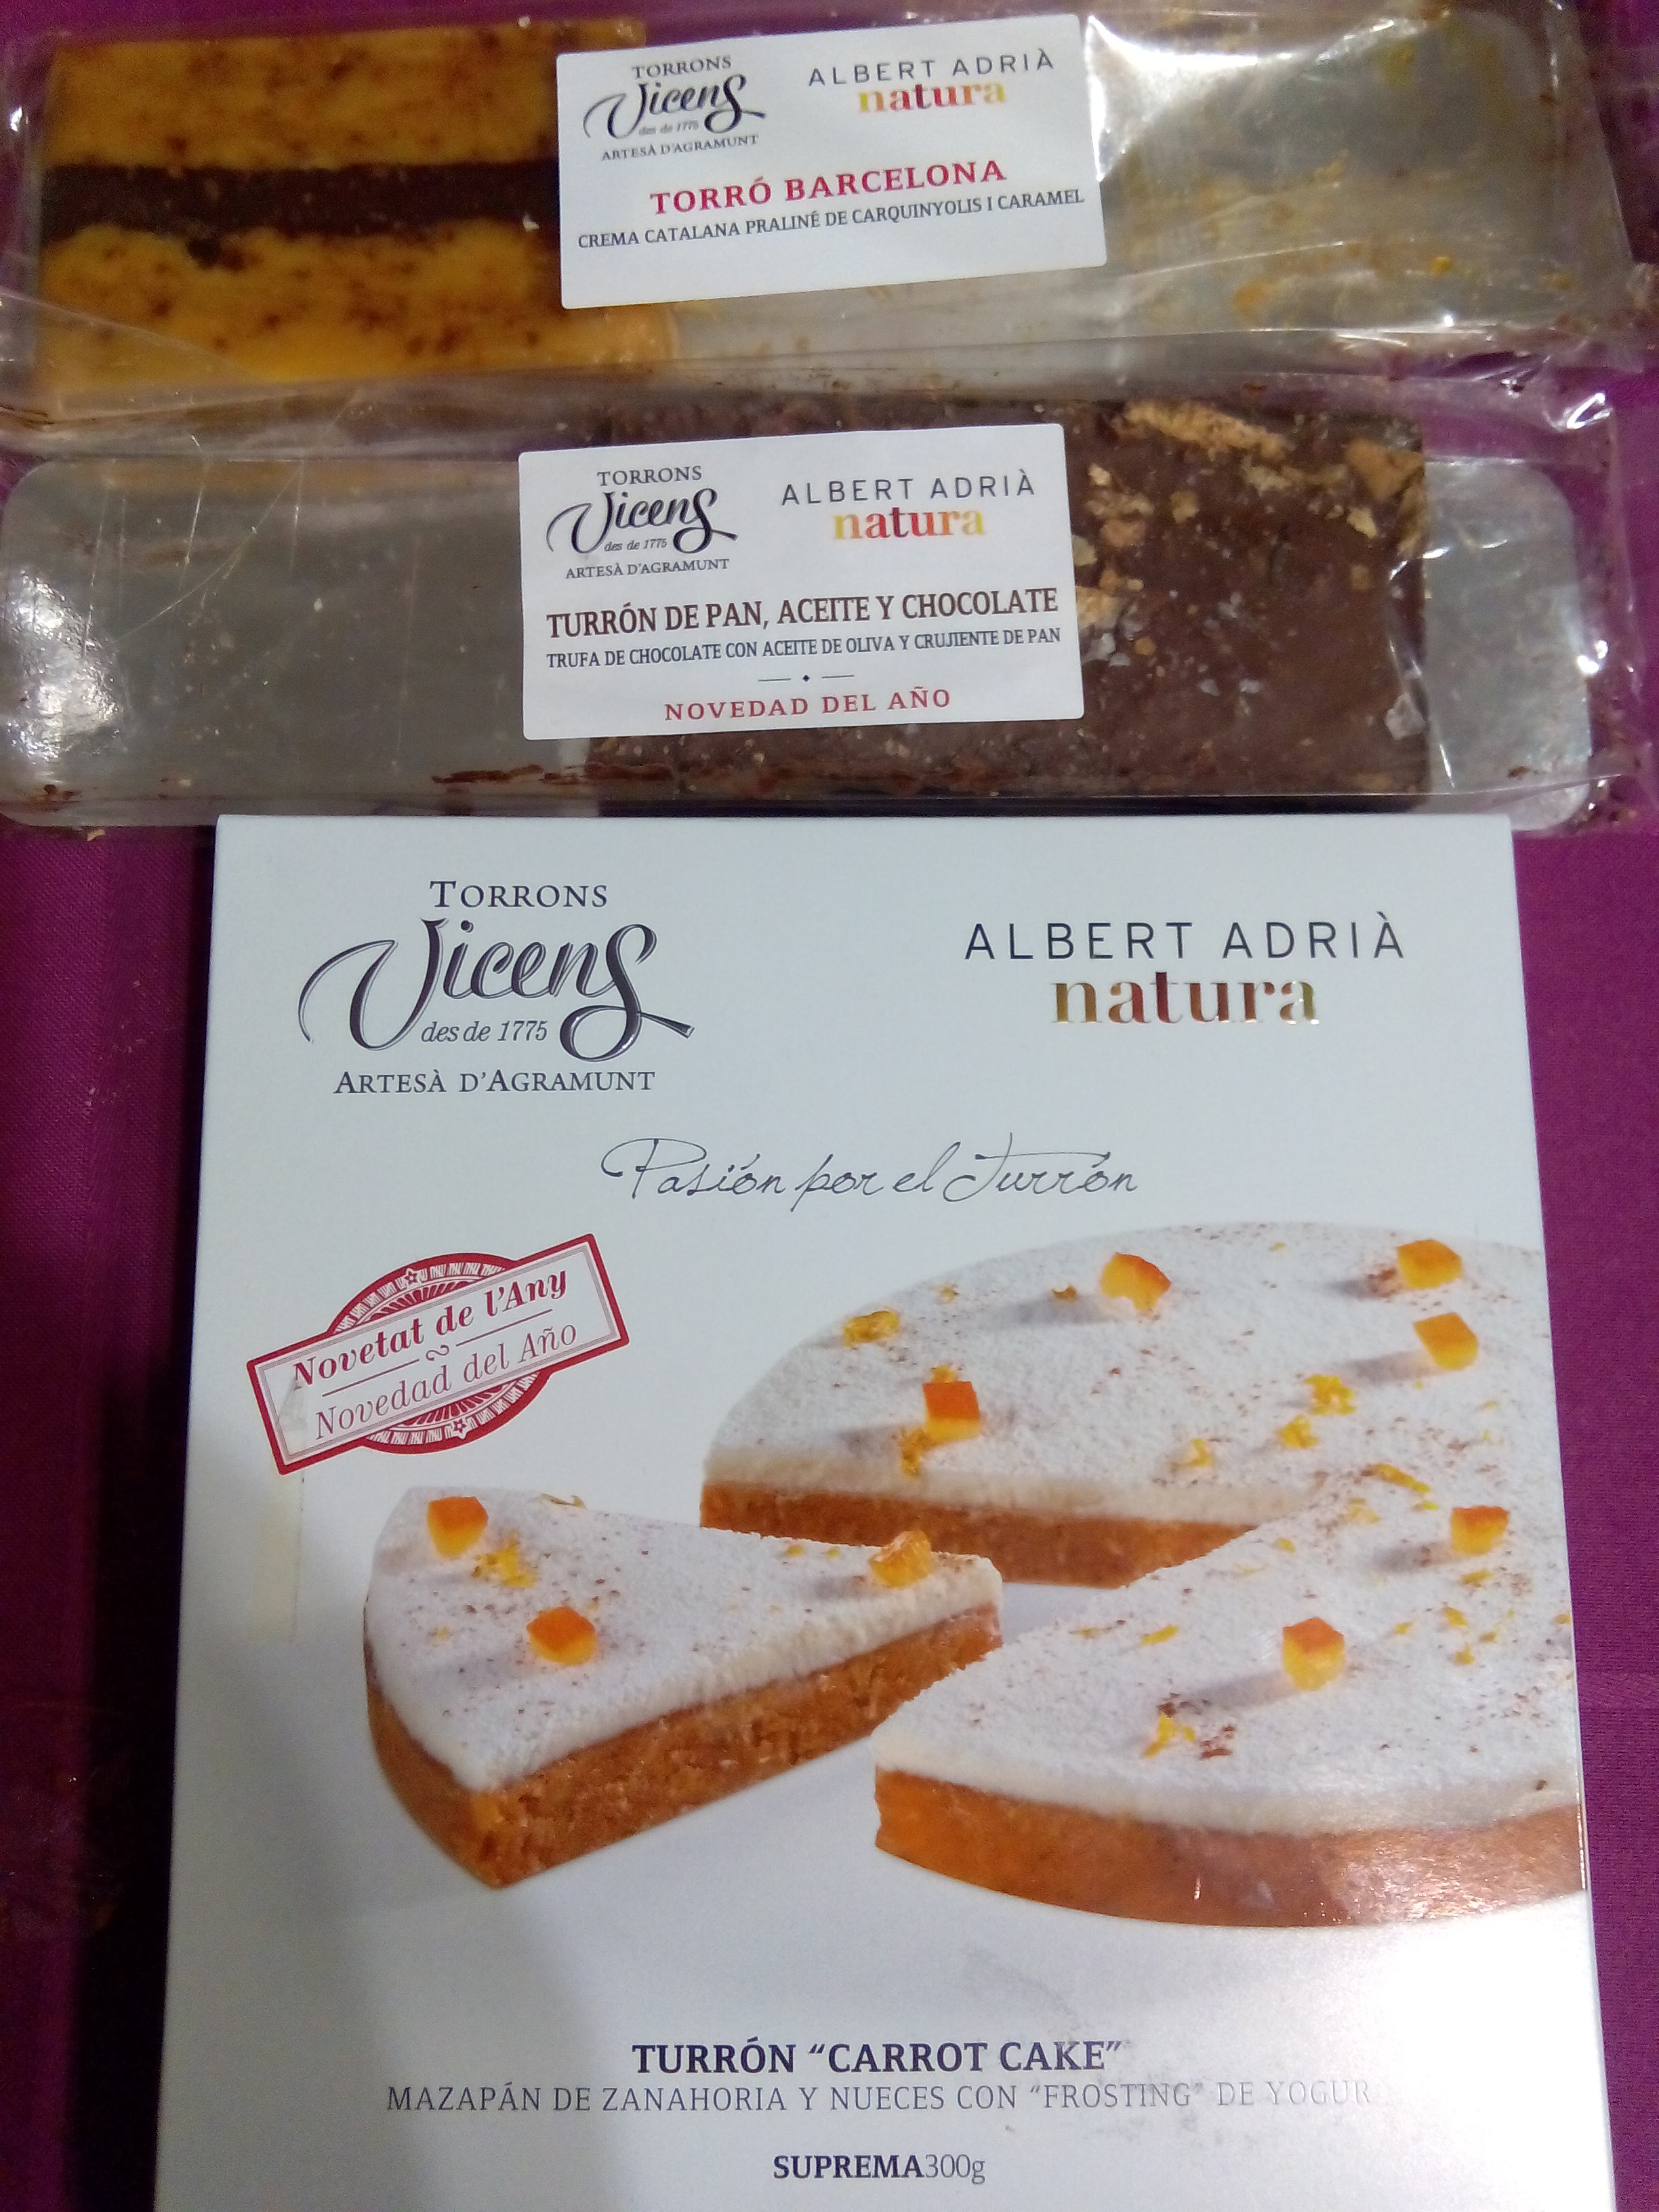 TORRONS
Vicens
des de 1775
ARTESÀ D'AGRAMUNT
ALBERT ADRIÀ
natura
TORRÓ BARCELONA
CREMA CATALANA PRALINÉ DE CARQUINYOLIS I CARAMEL
TORRONS
Vicens
des de 1775
ARTESÀ D'AGRAMUNT
ALBERT ADRIÀ
natura
TURRÓN DE PAN, ACEITE Y CHOCOLATE
TRUFA DE CHOCOLATE CON ACEITE DE OLIVA Y CRUJIENTE DE PAN
NOVEDAD DEL AÑO
TORRONS
Vicens
des de 1775
ARTESÀ D'AGRAMUNT
ALBERT ADRIÀ
natura
Pasión por el Turrón
Novetat de l'Any
Novedad del Año
TURRÓN “CARROT CAKE”
MAZAPÁN DE ZANAHORIA Y NUECES CON “FROSTING” DE YOGUR
SUPREMA300g